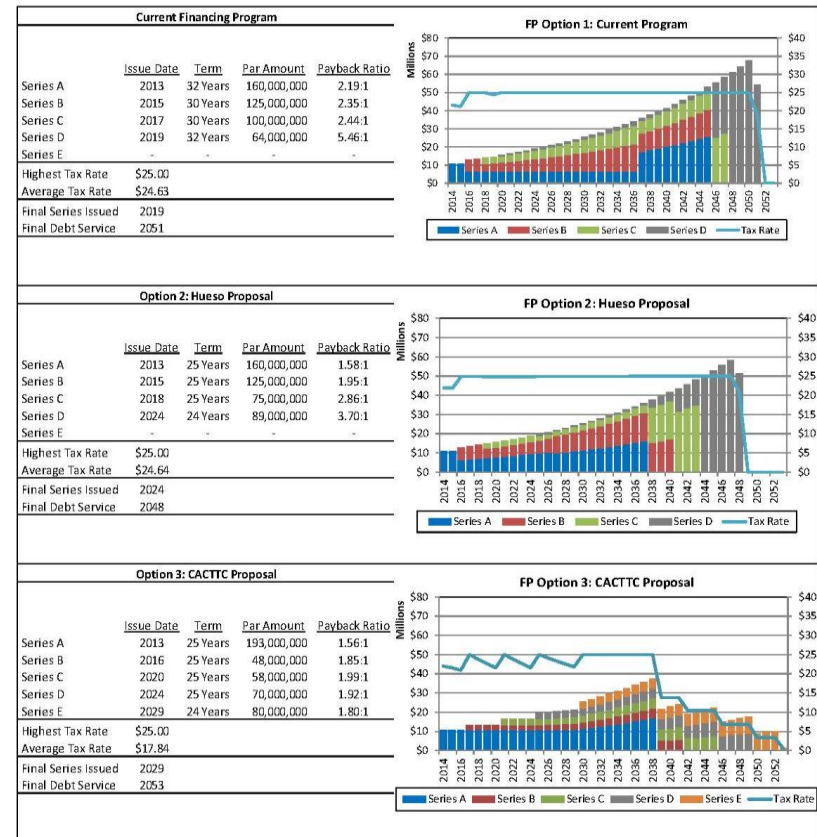 Current Financing Program
Issue Date Term Par Amount Payback Ratio
Series A 2013 32 Years 160,000,000 2.19:1
Series B 2015 30 Years 125,000,000 2.35:1
Series C 2017 30 Years 100,000,000 2.44:1
Series D 2019 32 Years 64,000,000 5.46:1
Series E - - - -
Highest Tax Rate $25.00
Average Tax Rate $24.63
Final Series Issued 2019
Final Debt Service 2051
FP Option 1: Current Program
Millions
$80 $40
$70 $35
$60 $30
$50 $25
$40 $20
$30 $15
$20 $10
$10 $5
$0 $0
2014 2016 2018 2020 2022 2024 2026 2028 2030 2032 2034 2036 2038 2040 2042 2044 2046 2048 2050 2052
Series A Series B Series C Series D Tax Rate
Option 2: Hueso Proposal
Issue Date Term Par Amount Payback Ratio
Series A 2013 25 Years 160,000,000 1.58:1
Series B 2015 25 Years 125,000,000 1.95:1
Series C 2018 25 Years 75,000,000 2.86:1
Series D 2024 24 Years 89,000,000 3.70:1
Series E - - - -
Highest Tax Rate $25.00
Average Tax Rate $24.64
Final Series Issued 2024
Final Debt Service 2048
FP Option 2: Hueso Proposal
Millions
$80 $40
$70 $35
$60 $30
$50 $25
$40 $20
$30 $15
$20 $10
$10 $5
$0 $0
2014 2016 2018 2020 2022 2024 2026 2028 2030 2032 2034 2036 2038 2040 2042 2044 2046 2048 2050 2052
Series A Series B Series C Series D Tax Rate
Option 3: CACTTC Proposal
Issue Date Term Par Amount Payback Ratio
Series A 2013 25 Years 193,000,000 1.56:1
Series B 2016 25 Years 48,000,000 1.85:1
Series C 2020 25 Years 58,000,000 1.99:1
Series D 2024 25 Years 70,000,000 1.92:1
Series E 2029 24 Years 80,000,000 1.80:1
Highest Tax Rate $25.00
Average Tax Rate $17.84
Final Series Issued 2029
Final Debt Service 2053
FP Option 3: CACTTC Proposal
Millions
$80 $40
$70 $35
$60 $30
$50 $25
$40 $20
$30 $15
$20 $10
$10 $5
$0 $0
2014 2016 2018 2020 2022 2024 2026 2028 2030 2032 2034 2036 2038 2040 2042 2044 2046 2048 2050 2052
Series A Series B Series C Series D Series E Tax Rate